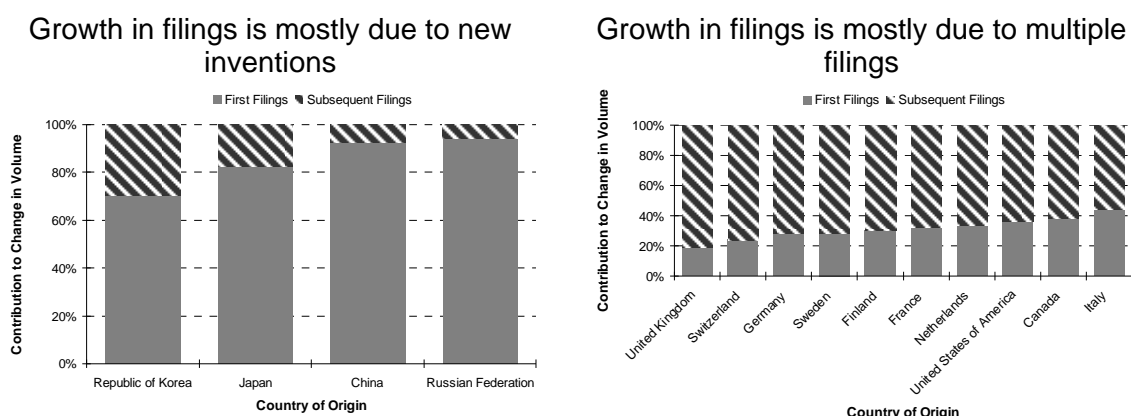 Growth in filings is mostly due to new
inventions
First Filings Subsequent Filings
Contribution to Change in Volume
100%
80%
60%
40%
20%
0%
Republic of Korea Japan China Russian Federation
Country of Origin
Growth in filings is mostly due to multiple
filings
First Filings Subsequent Filings
Contribution to Change in Volume
100%
80%
60%
40%
20%
0%
United Kingdom
Switzerland
Germany
Sweden
Finland
France
Netherlands
United States of America
Canada
Italy
Country of Origin